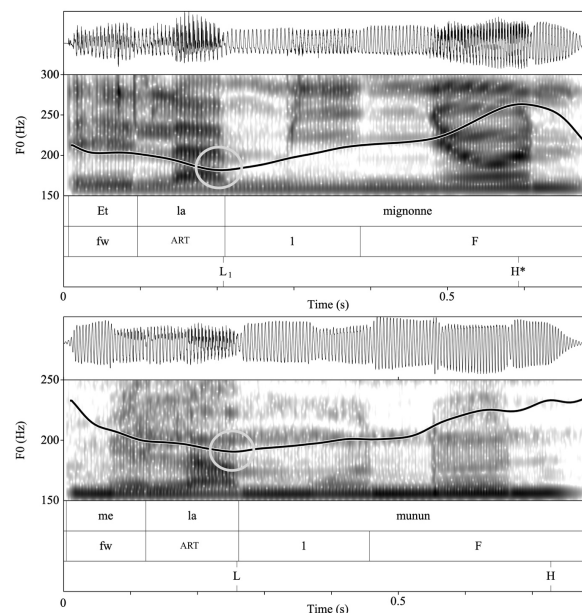 300
250
200
150
F0 (Hz)
Et la mignonne
fw ART 1 F
L1 H*
0 0.5
Time (s)
250
200
150
F0 (Hz)
me la munun
fw ART 1 F
L H
0 0.5
Time (s)